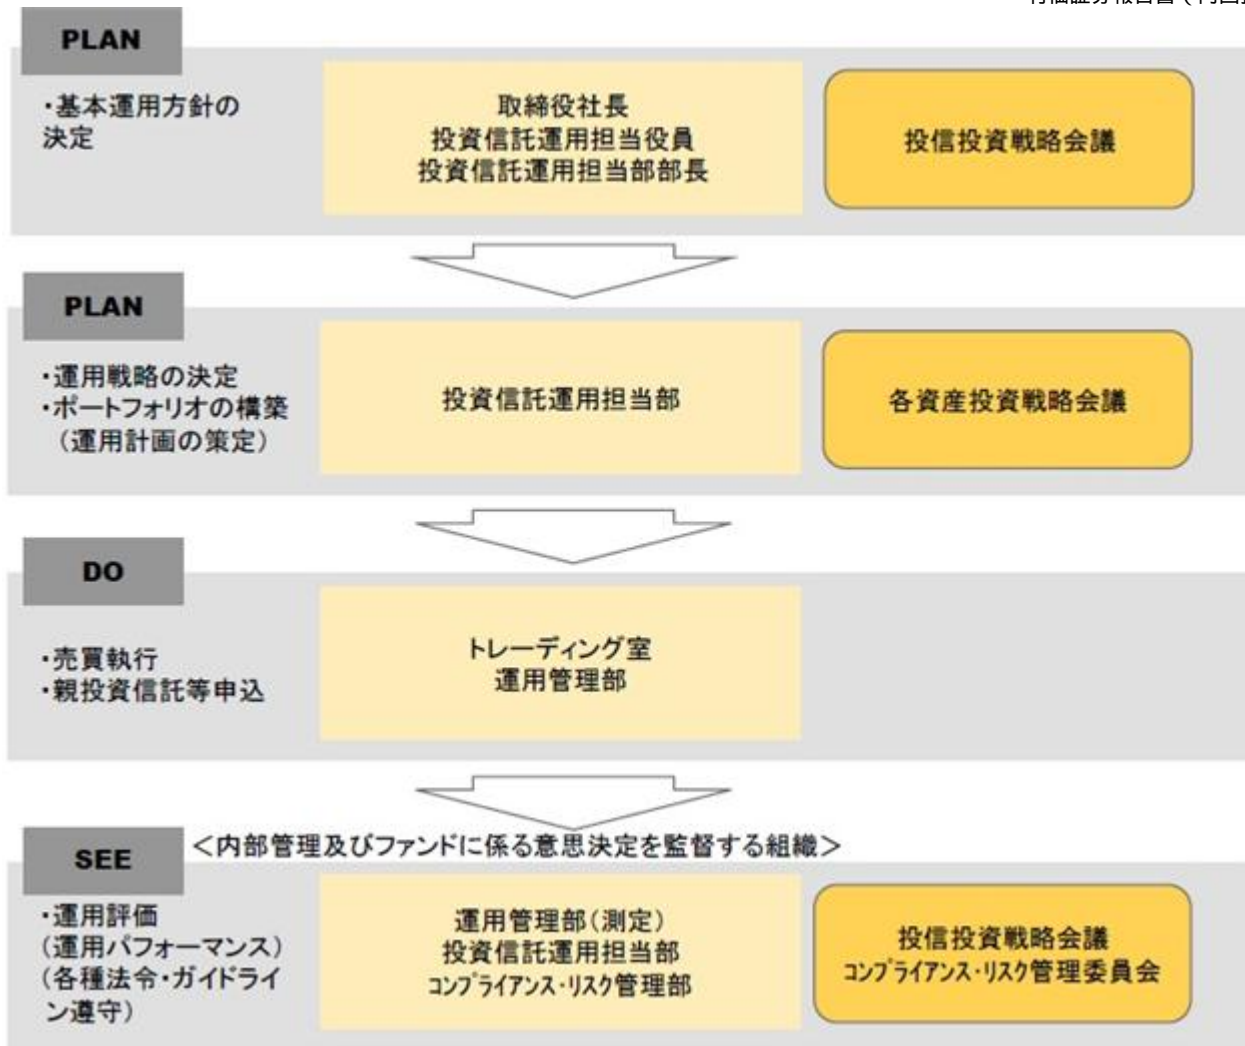 PLAN
・基本運用方針の
決定
取締役社長
投資信託運用担当役員
投資信託運用担当部部長
投信投資戦略会議
PLAN
・運用戦略の決定
・ポートフォリオの構築
（運用計画の策定）
投資信託運用担当部
各資産投資戦略会議
DO
・売買執行
・親投資信託等申込
トレーディング室
運用管理部
SEE
＜内部管理及びファンドに係る意思決定を監督する組織＞
・運用評価
(運用パフォーマンス)
(各種法令・ガイドライ
ン遵守)
運用管理部(測定)
投資信託運用担当部
コンプライアンス・リスク管理部
投信投資戦略会議
コンプライアンス・リスク管理委員会